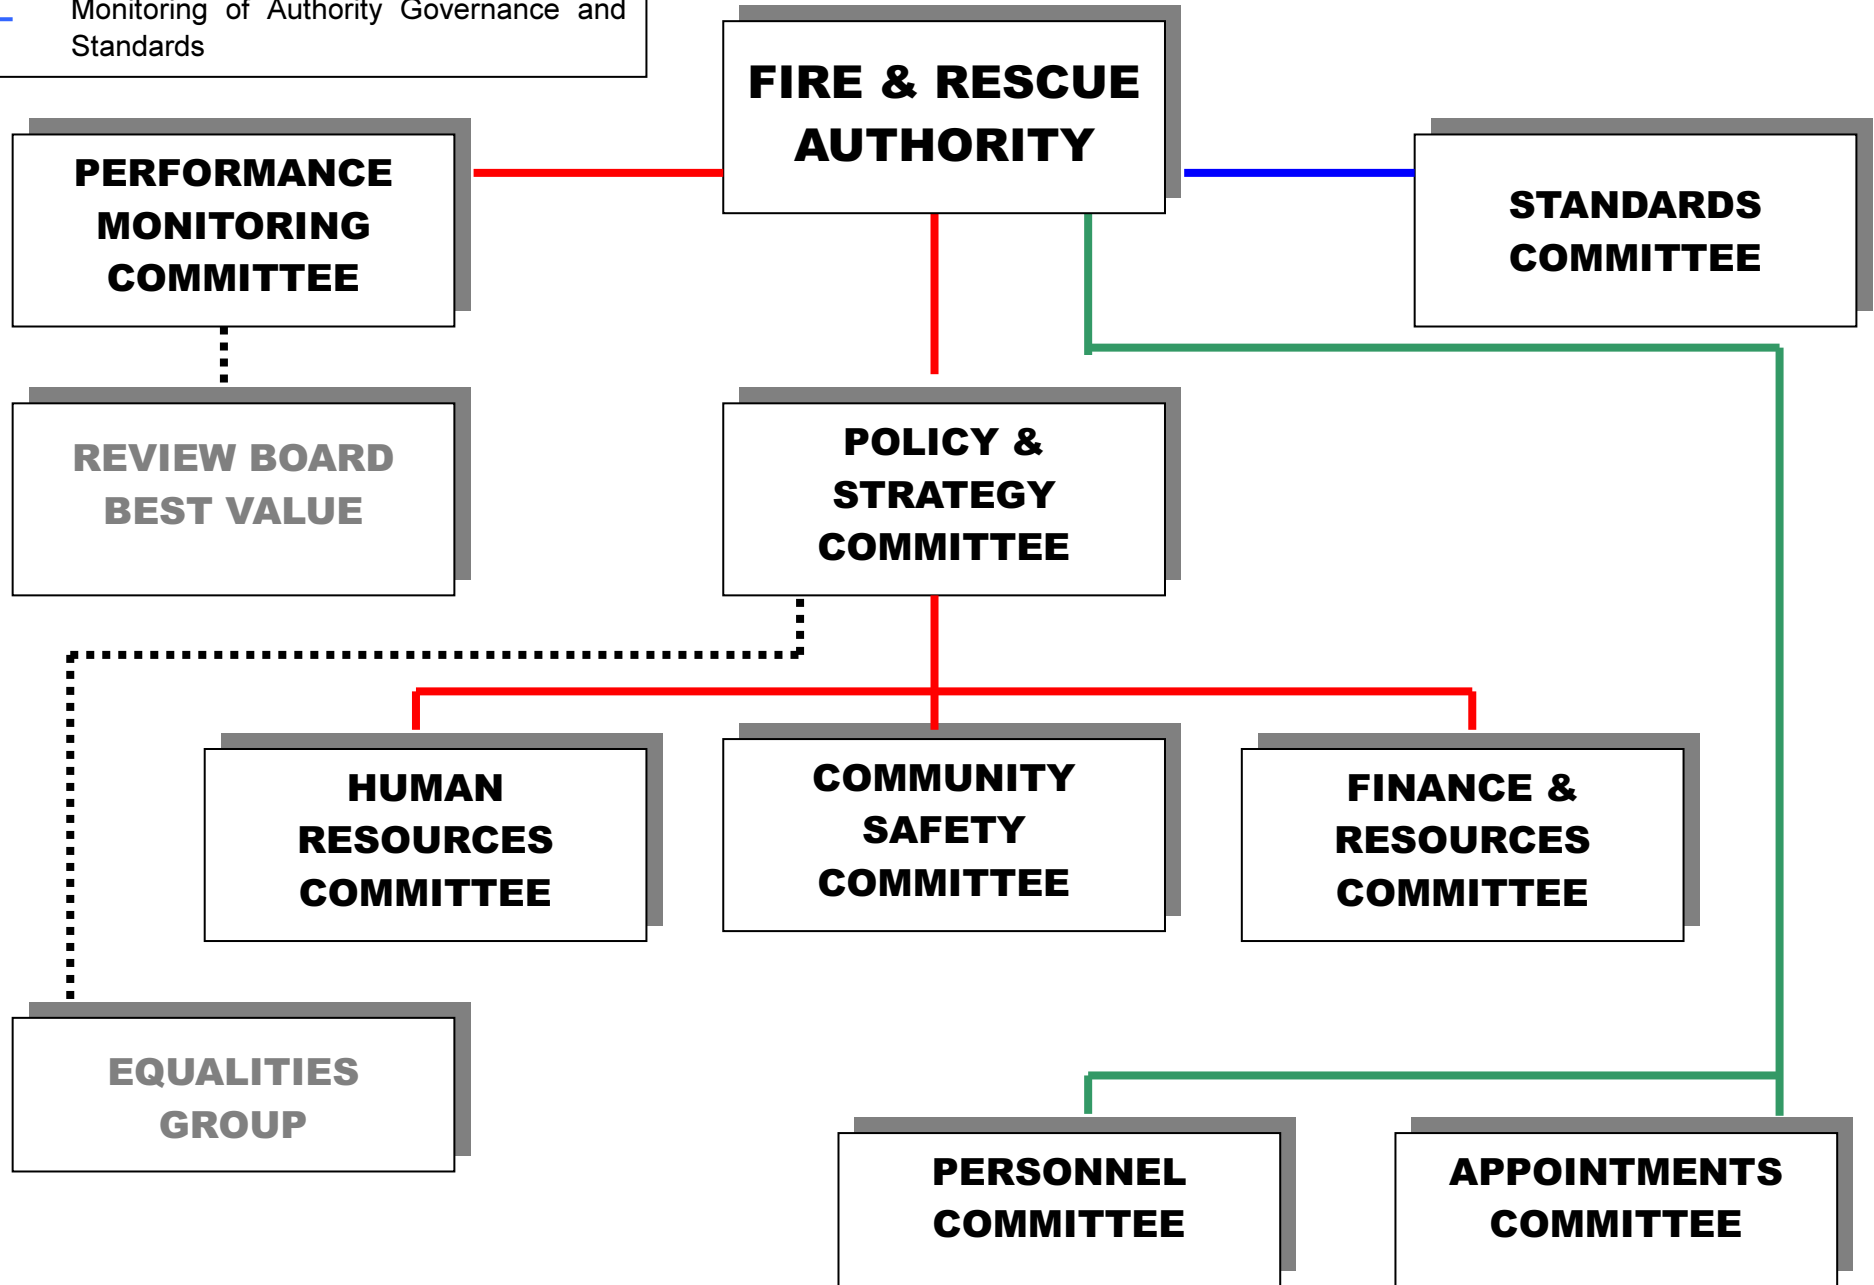 Monitoring of Authority Governance and
Standards
FIRE & RESCUE
AUTHORITY
PERFORMANCE
MONITORING
COMMITTEE
STANDARDS
COMMITTEE
REVIEW BOARD
BEST VALUE
POLICY &
STRATEGY
COMMITTEE
HUMAN
RESOURCES
COMMITTEE
COMMUNITY
SAFETY
COMMITTEE
FINANCE &
RESOURCES
COMMITTEE
EQUALITIES
GROUP
PERSONNEL
COMMITTEE
APPOINTMENTS
COMMITTEE